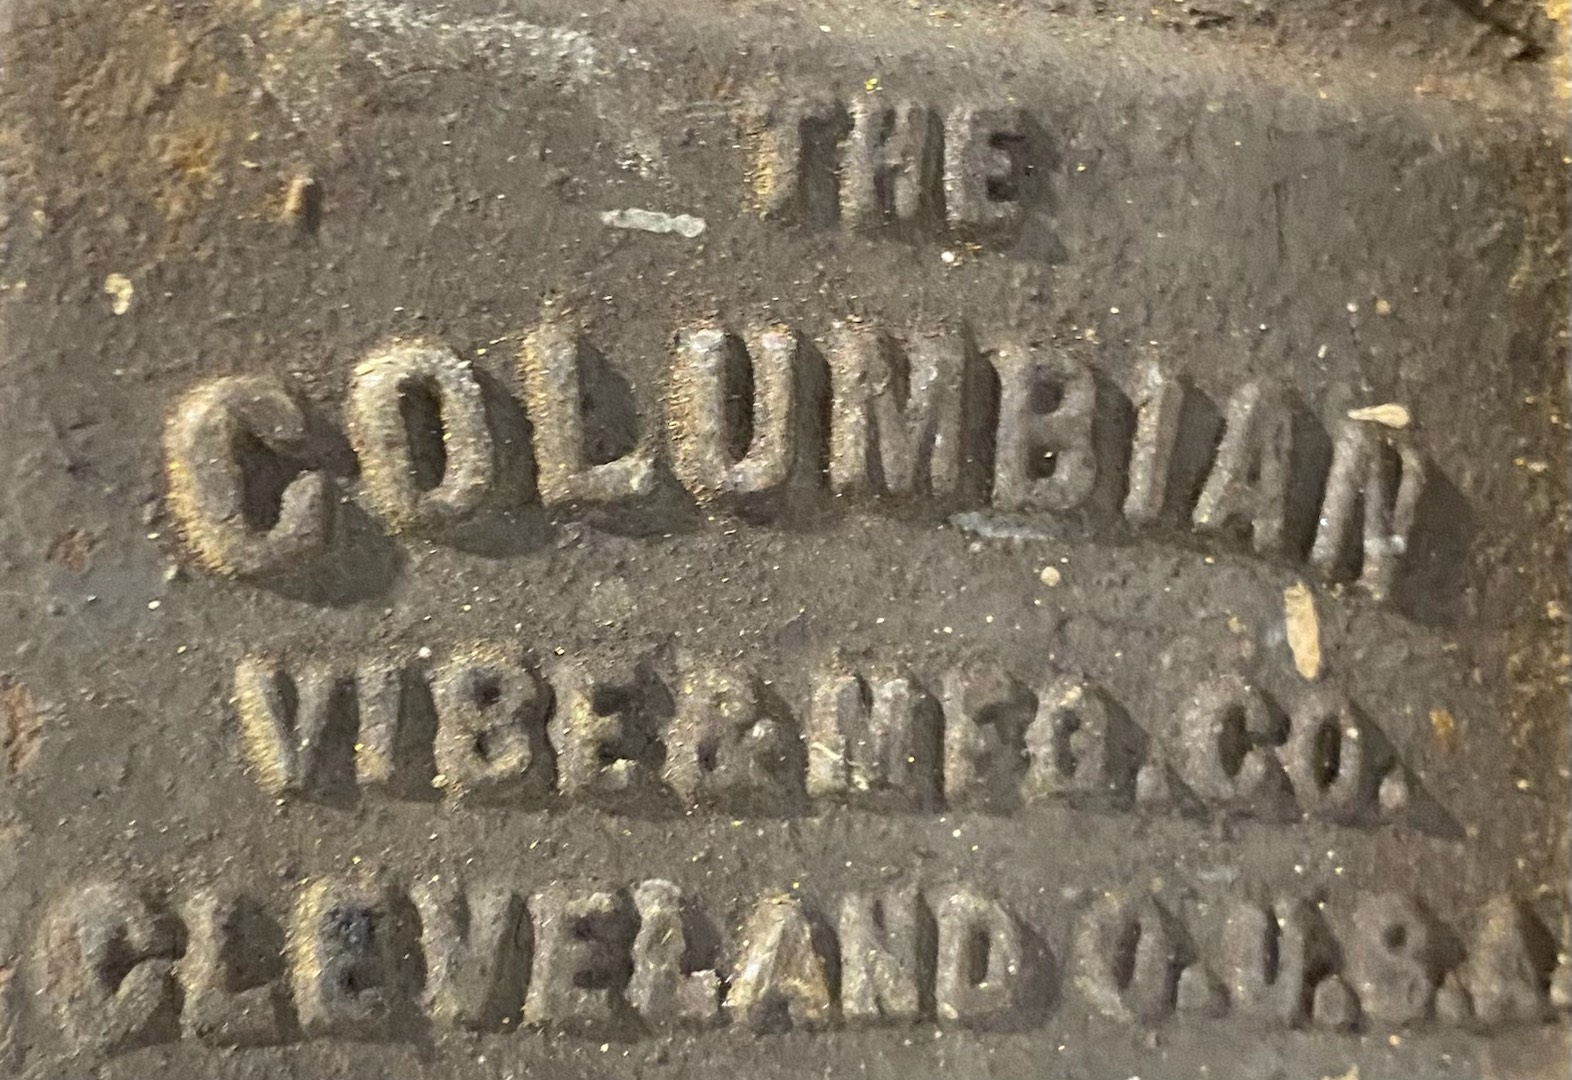 THE
COLUMBIAN
VISE & MFG. CO.
CLEVELAND O. U.S.A.